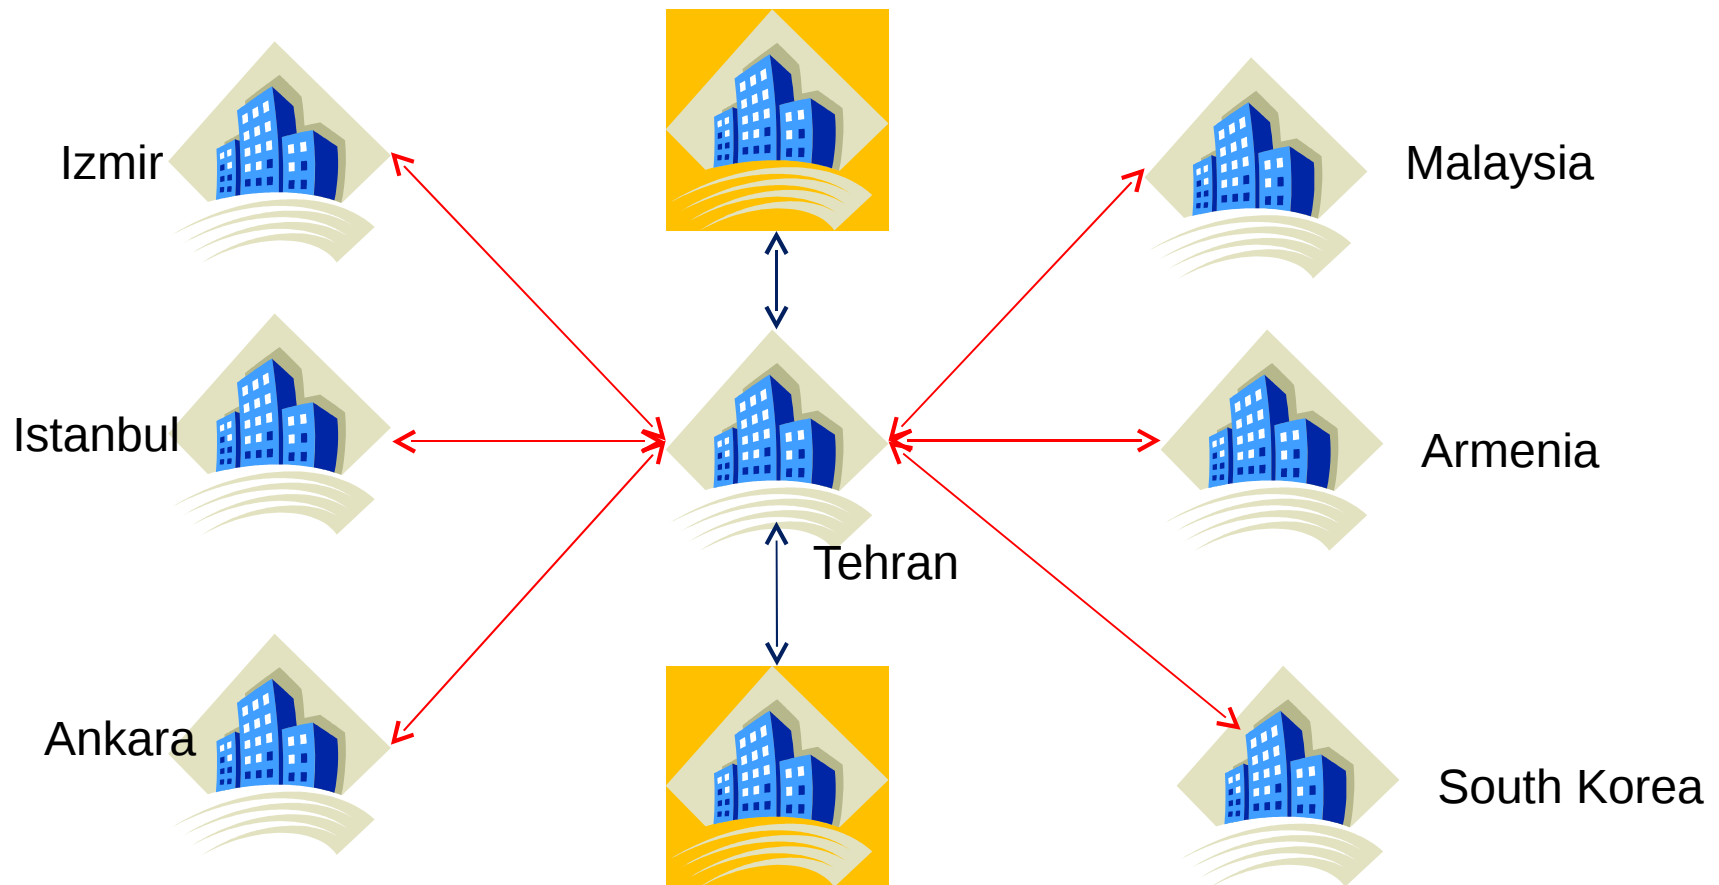 Izmir
Malaysia
Istanbul
Armenia
Tehran
Ankara
South Korea